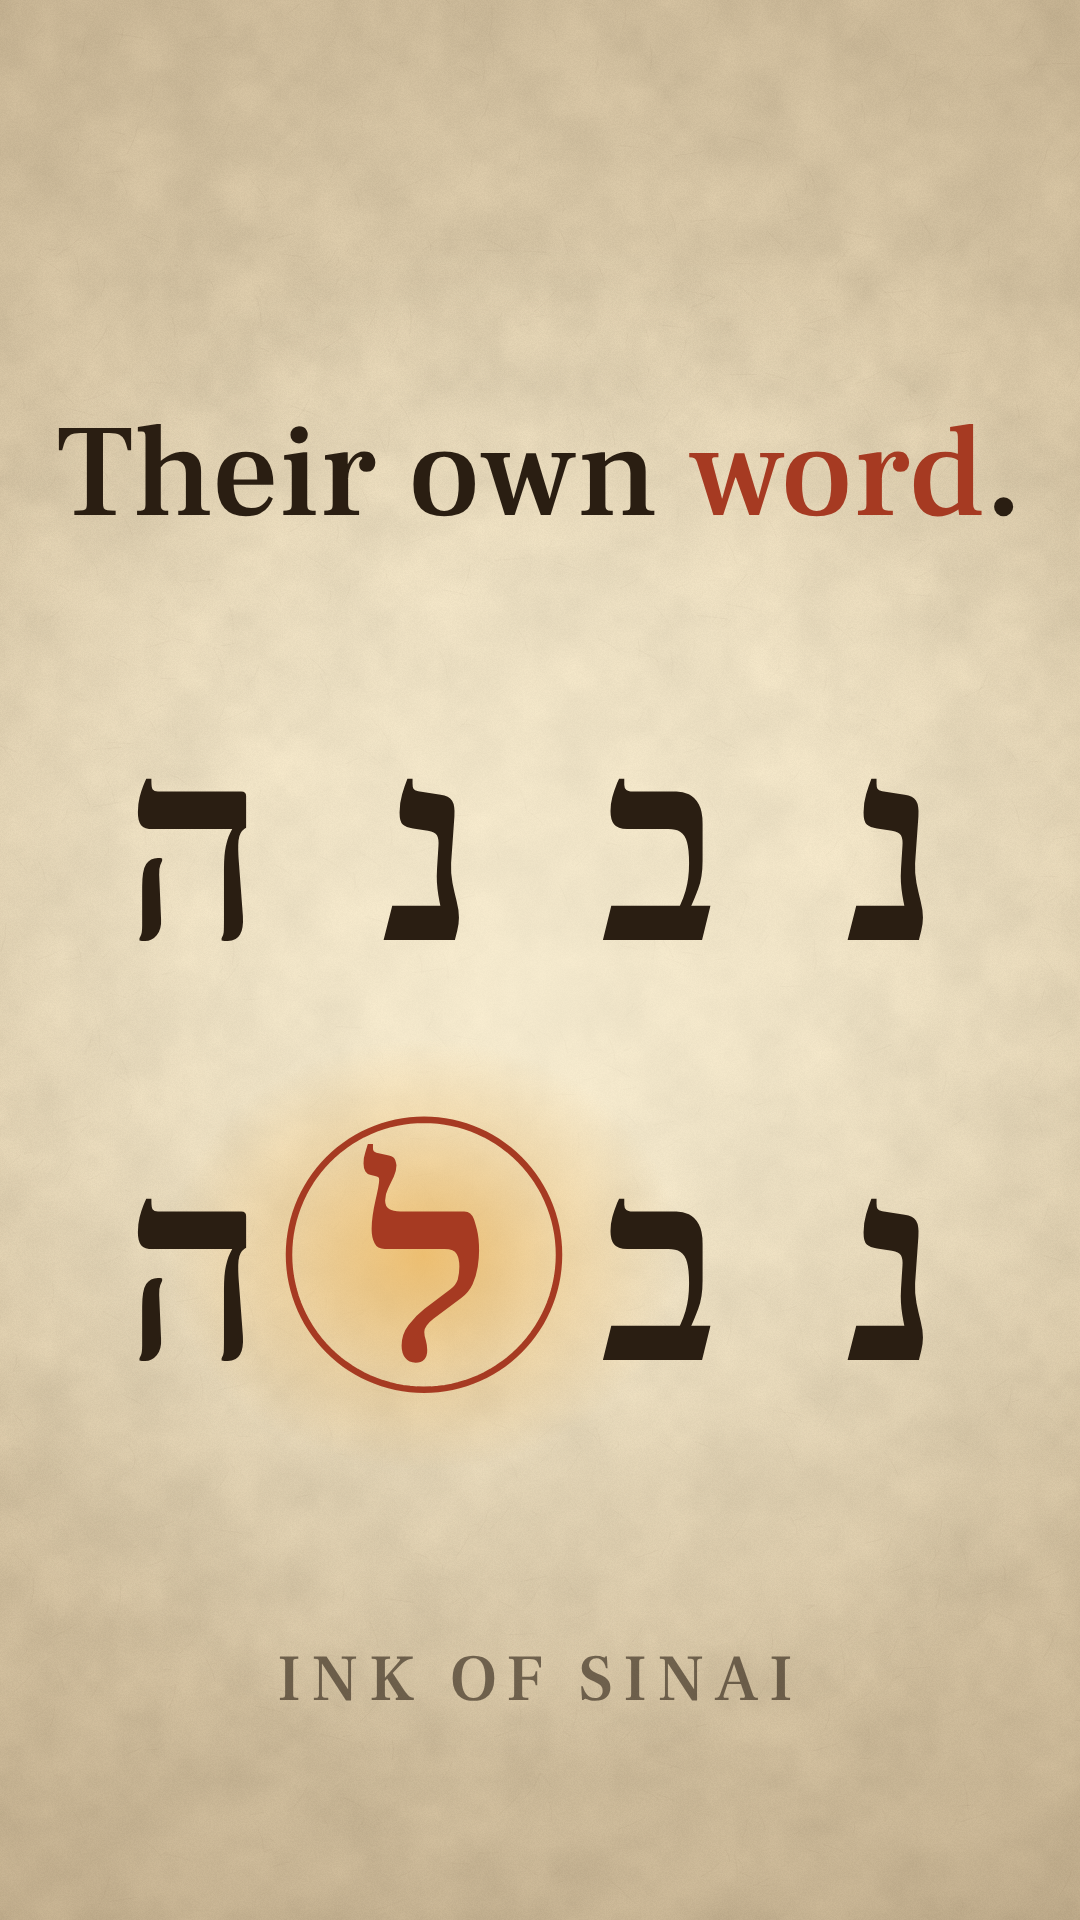 Their own word.
נ ב נ ה
נ ב ל ה
INK OF SINAI